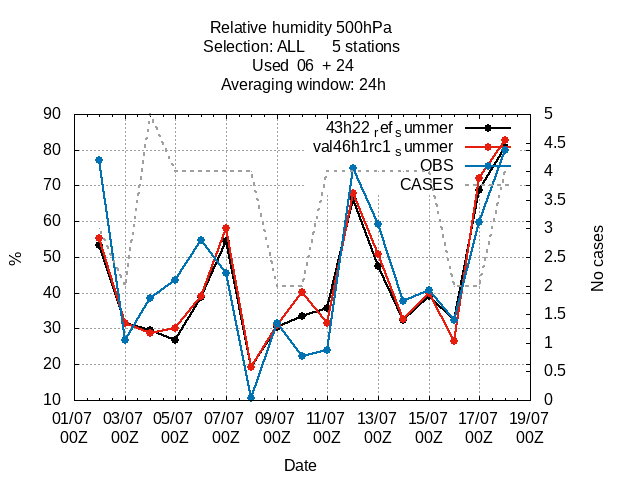 Relative humidity 500hPa
Selection: ALL 5 stations
Used 06 + 24
Averaging window: 24h
90 5
43h22 refs ummer
4.5
val46h1rc1 s ummer
80 4
OBS
CASES
70 3.5
60 3
% 50 2.5 No cases
40 2
30 1.5
1
20 0.5
10 0
01/07 03/07 05/07 07/07 09/07 11/07 13/07 15/07 17/07 19/07
00Z 00Z 00Z 00Z 00Z 00Z 00Z 00Z 00Z 00Z
Date